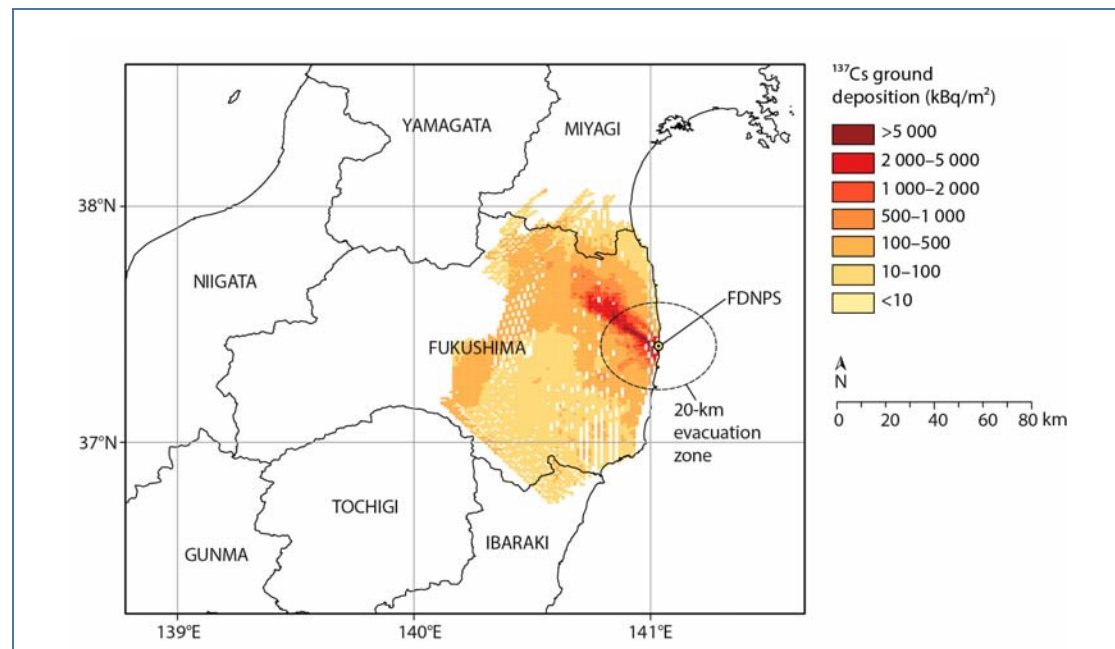 ¹³⁷Cs ground
deposition (kBq/m²)
>5 000
2 000–5 000
1 000–2 000
500–1 000
100–500
10–100
<10
YAMAGATA
MIYAGI
38°N
NIIGATA
FDNPS
FUKUSHIMA
N
0 20 40 60 80 km
20-km
evacuation
zone
37°N
TOCHIGI
GUNMA
IBARAKI
139°E
140°E
141°E